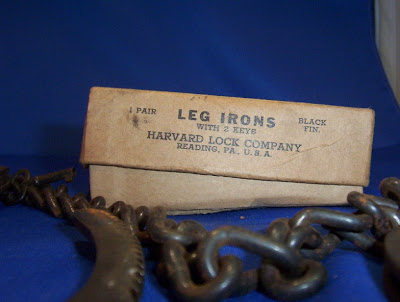 1 PAIR LEG IRONS BLACK
WITH 2 KEYS FIN.
HARVARD LOCK COMPANY
READING, PA., U.S.A.